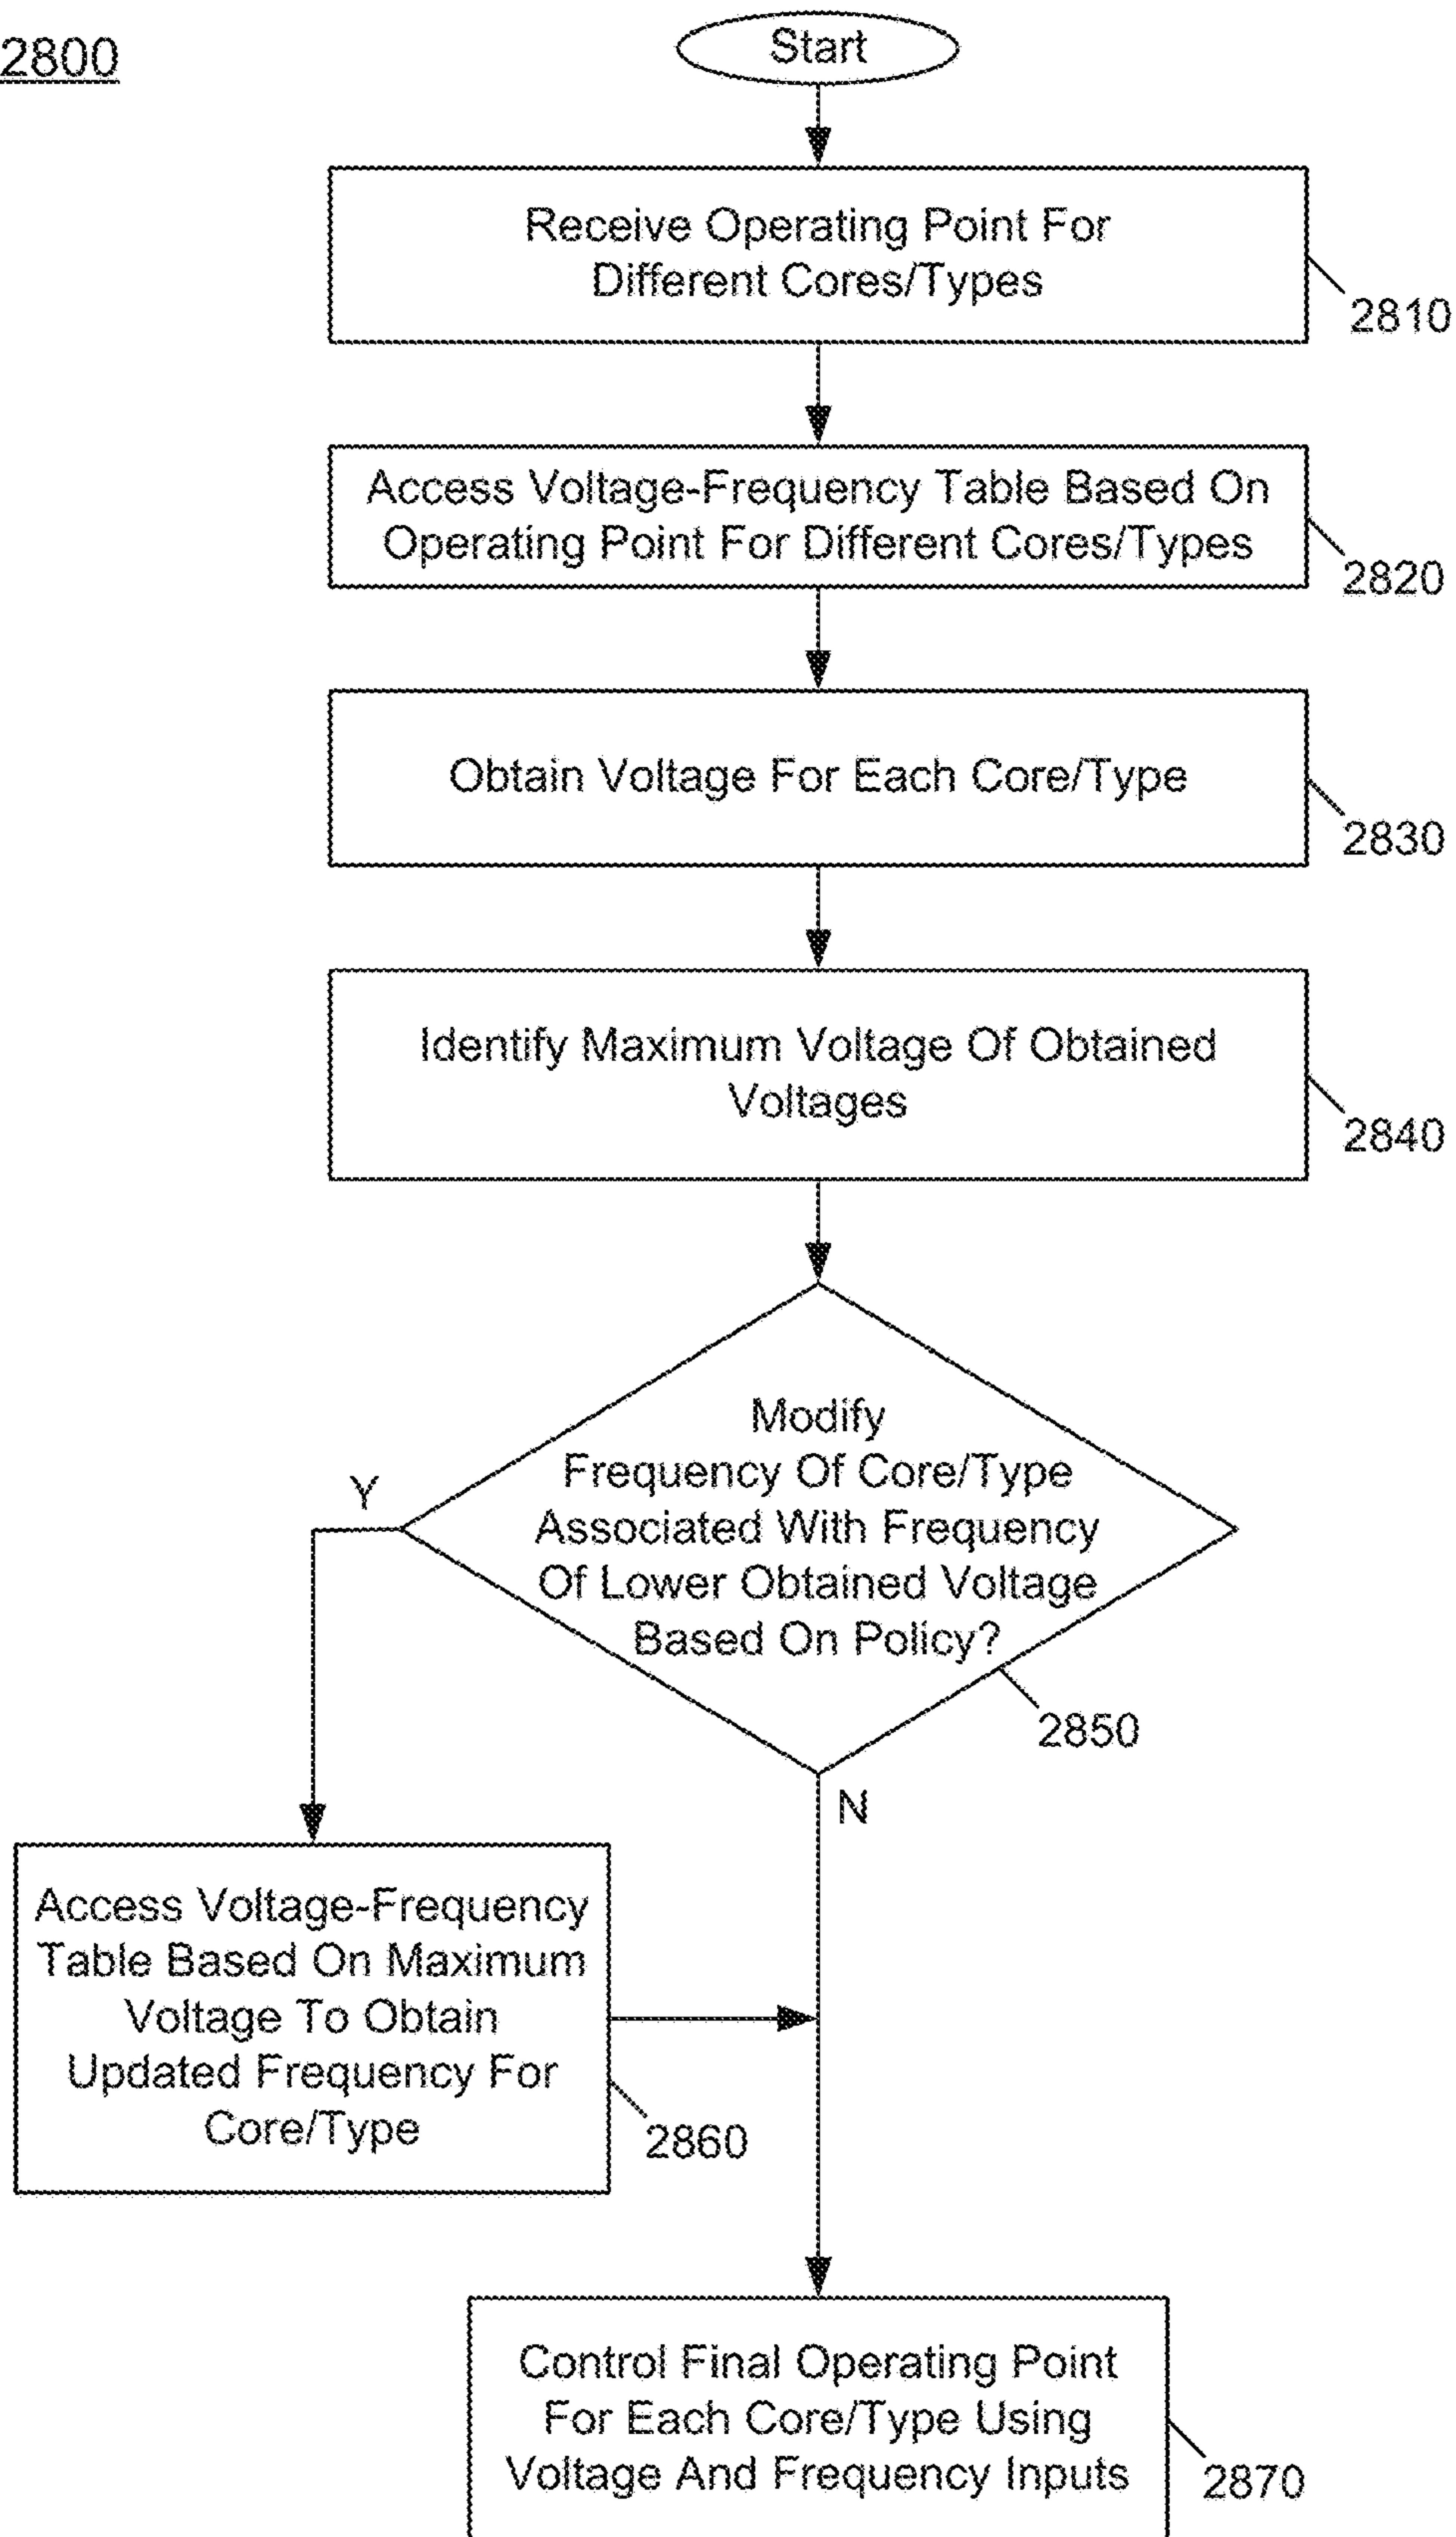 2800
Start
Receive Operating Point For
Different Cores/Types
2810
Access Voltage-Frequency Table Based On
Operating Point For Different Cores/Types
2820
Obtain Voltage For Each Core/Type
2830
Identify Maximum Voltage Of Obtained
Voltages
2840
Modify
Frequency Of Core/Type
Associated With Frequency
Of Lower Obtained Voltage
Based On Policy?
Y
2850
N
Access Voltage-Frequency
Table Based On Maximum
Voltage To Obtain
Updated Frequency For
Core/Type
2860
Control Final Operating Point
For Each Core/Type Using
Voltage And Frequency Inputs
2870